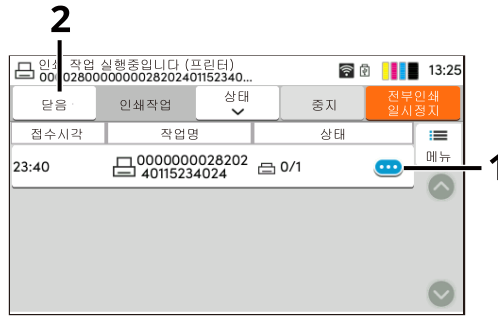 2
인쇄 작업 실행중입니다 (프린터)
0000280000000028202401152340...
13:25
닫음
인쇄작업
상태
중지
전부인쇄
일시정지
접수시각
작업명
상태
메뉴
23:40
0000000028202
40115234024
0/1
1